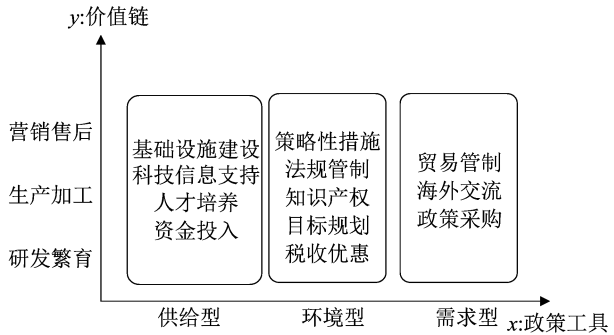 y:价值链
营销售后
生产加工
研发繁育
基础设施建设
科技信息支持
人才培养
资金投入
策略性措施
法规管制
知识产权
目标规划
税收优惠
贸易管制
海外交流
政策采购
供给型
环境型
需求型
x:政策工具